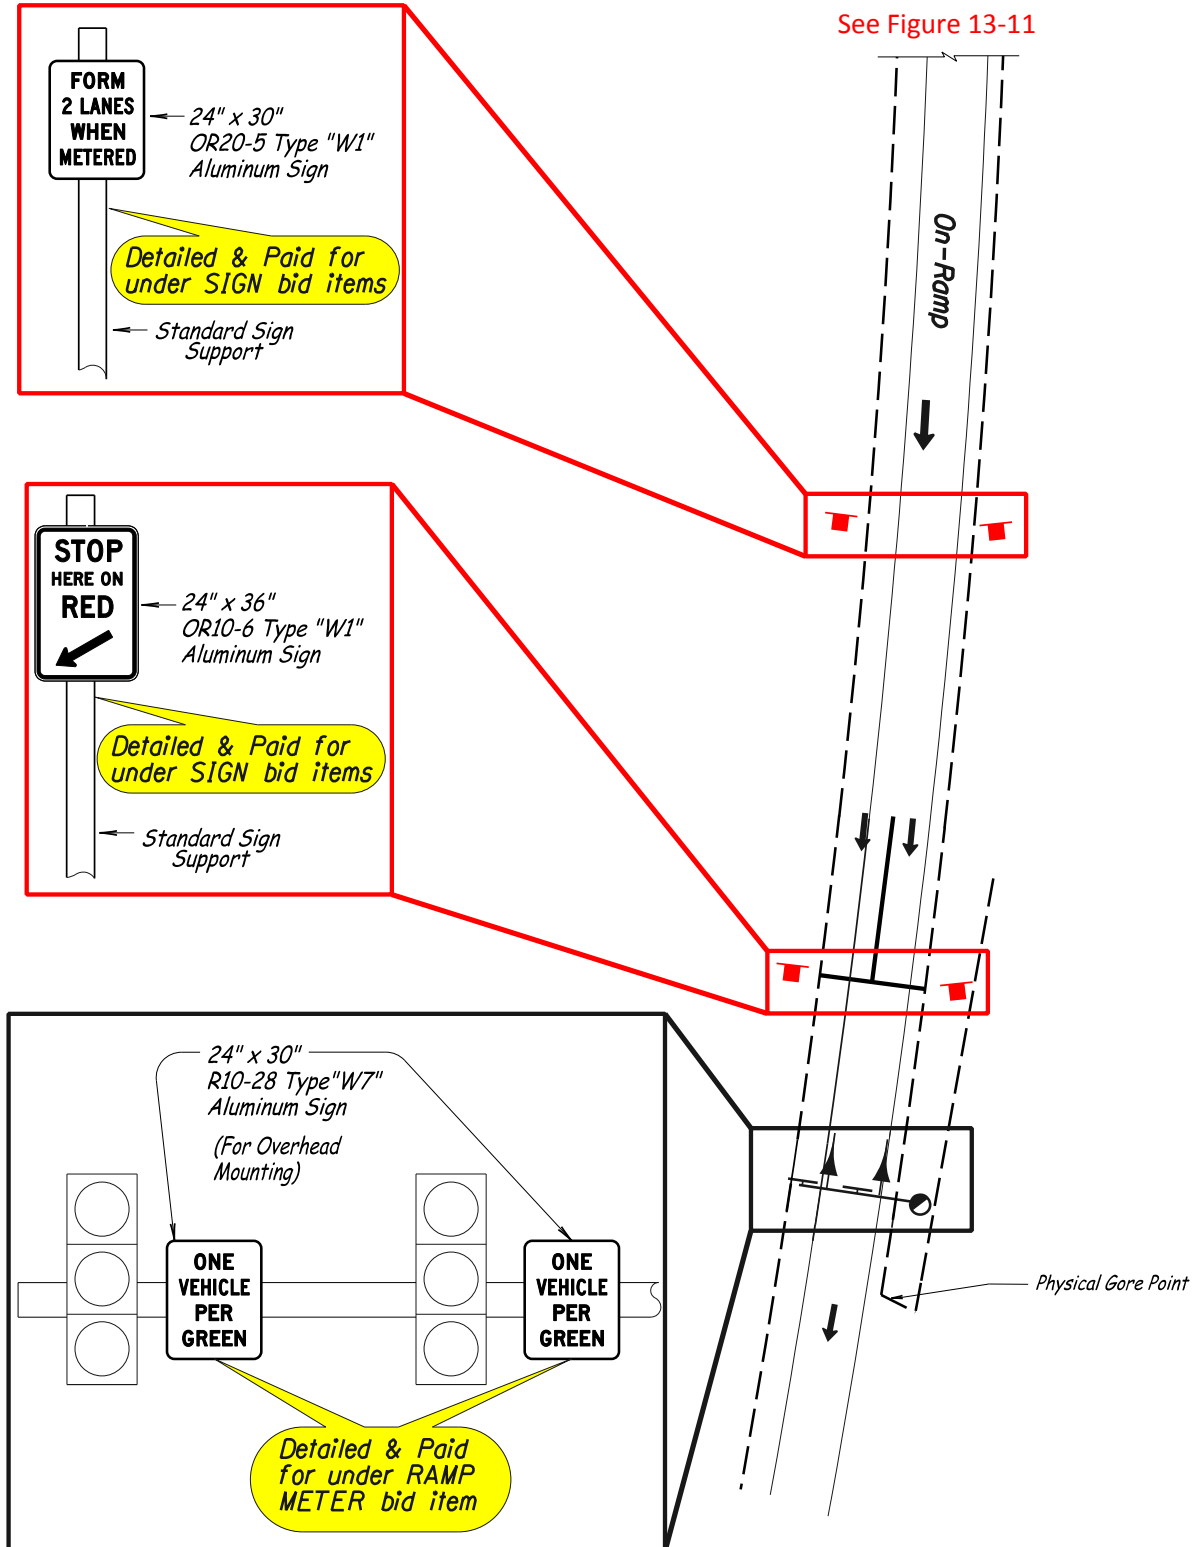 See Figure 13-11
FORM
2 LANES
WHEN
METERED
24" x 30"
OR20-5 Type "W1"
Aluminum Sign
Detailed & Paid for
under SIGN bid items
Standard Sign
Support
On-Ramp
STOP
HERE ON
RED
24" x 36"
OR10-6 Type "W1"
Aluminum Sign
Detailed & Paid for
under SIGN bid items
Standard Sign
Support
24" x 30"
R10-28 Type"W7"
Aluminum Sign
(For Overhead
Mounting)
ONE
VEHICLE
PER
GREEN
ONE
VEHICLE
PER
GREEN
Detailed & Paid
for under RAMP
METER bid item
Physical Gore Point